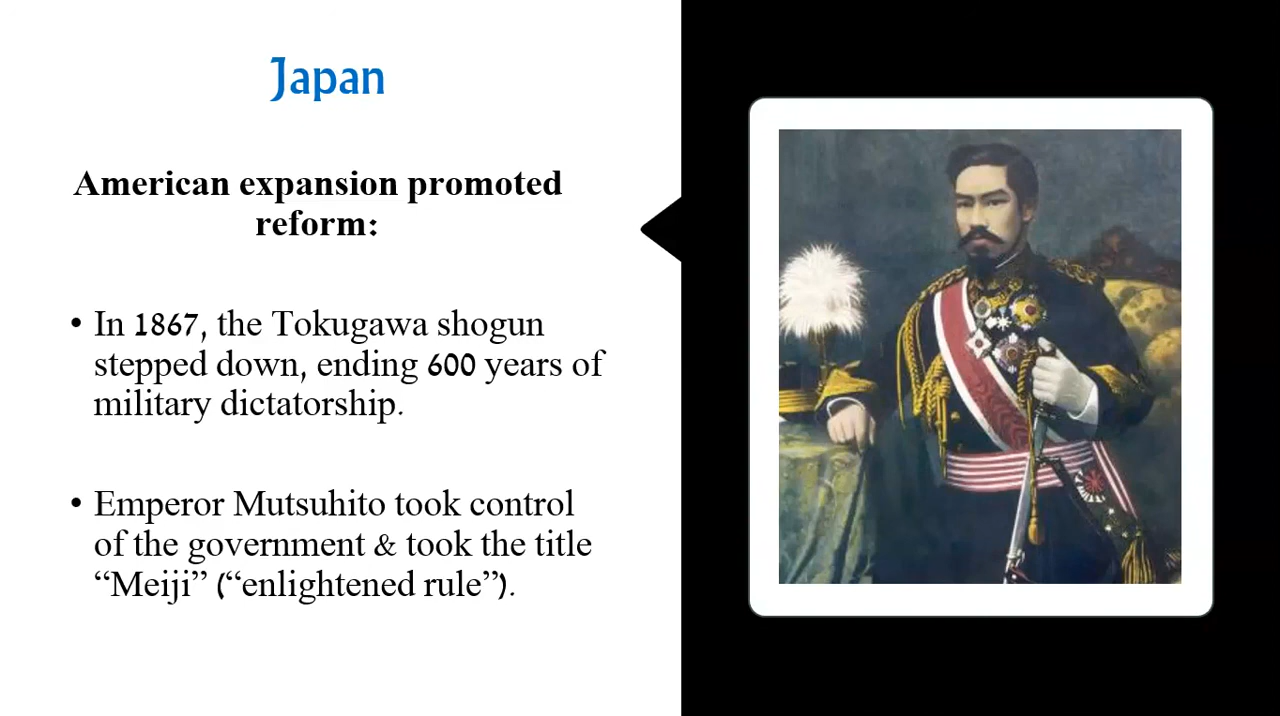 Japan
American expansion promoted
reform:
• In 1867, the Tokugawa shogun
stepped down, ending 600 years of
military dictatorship.
• Emperor Mutsuhito took control
of the government & took the title
“Meiji” (“enlightened rule”).